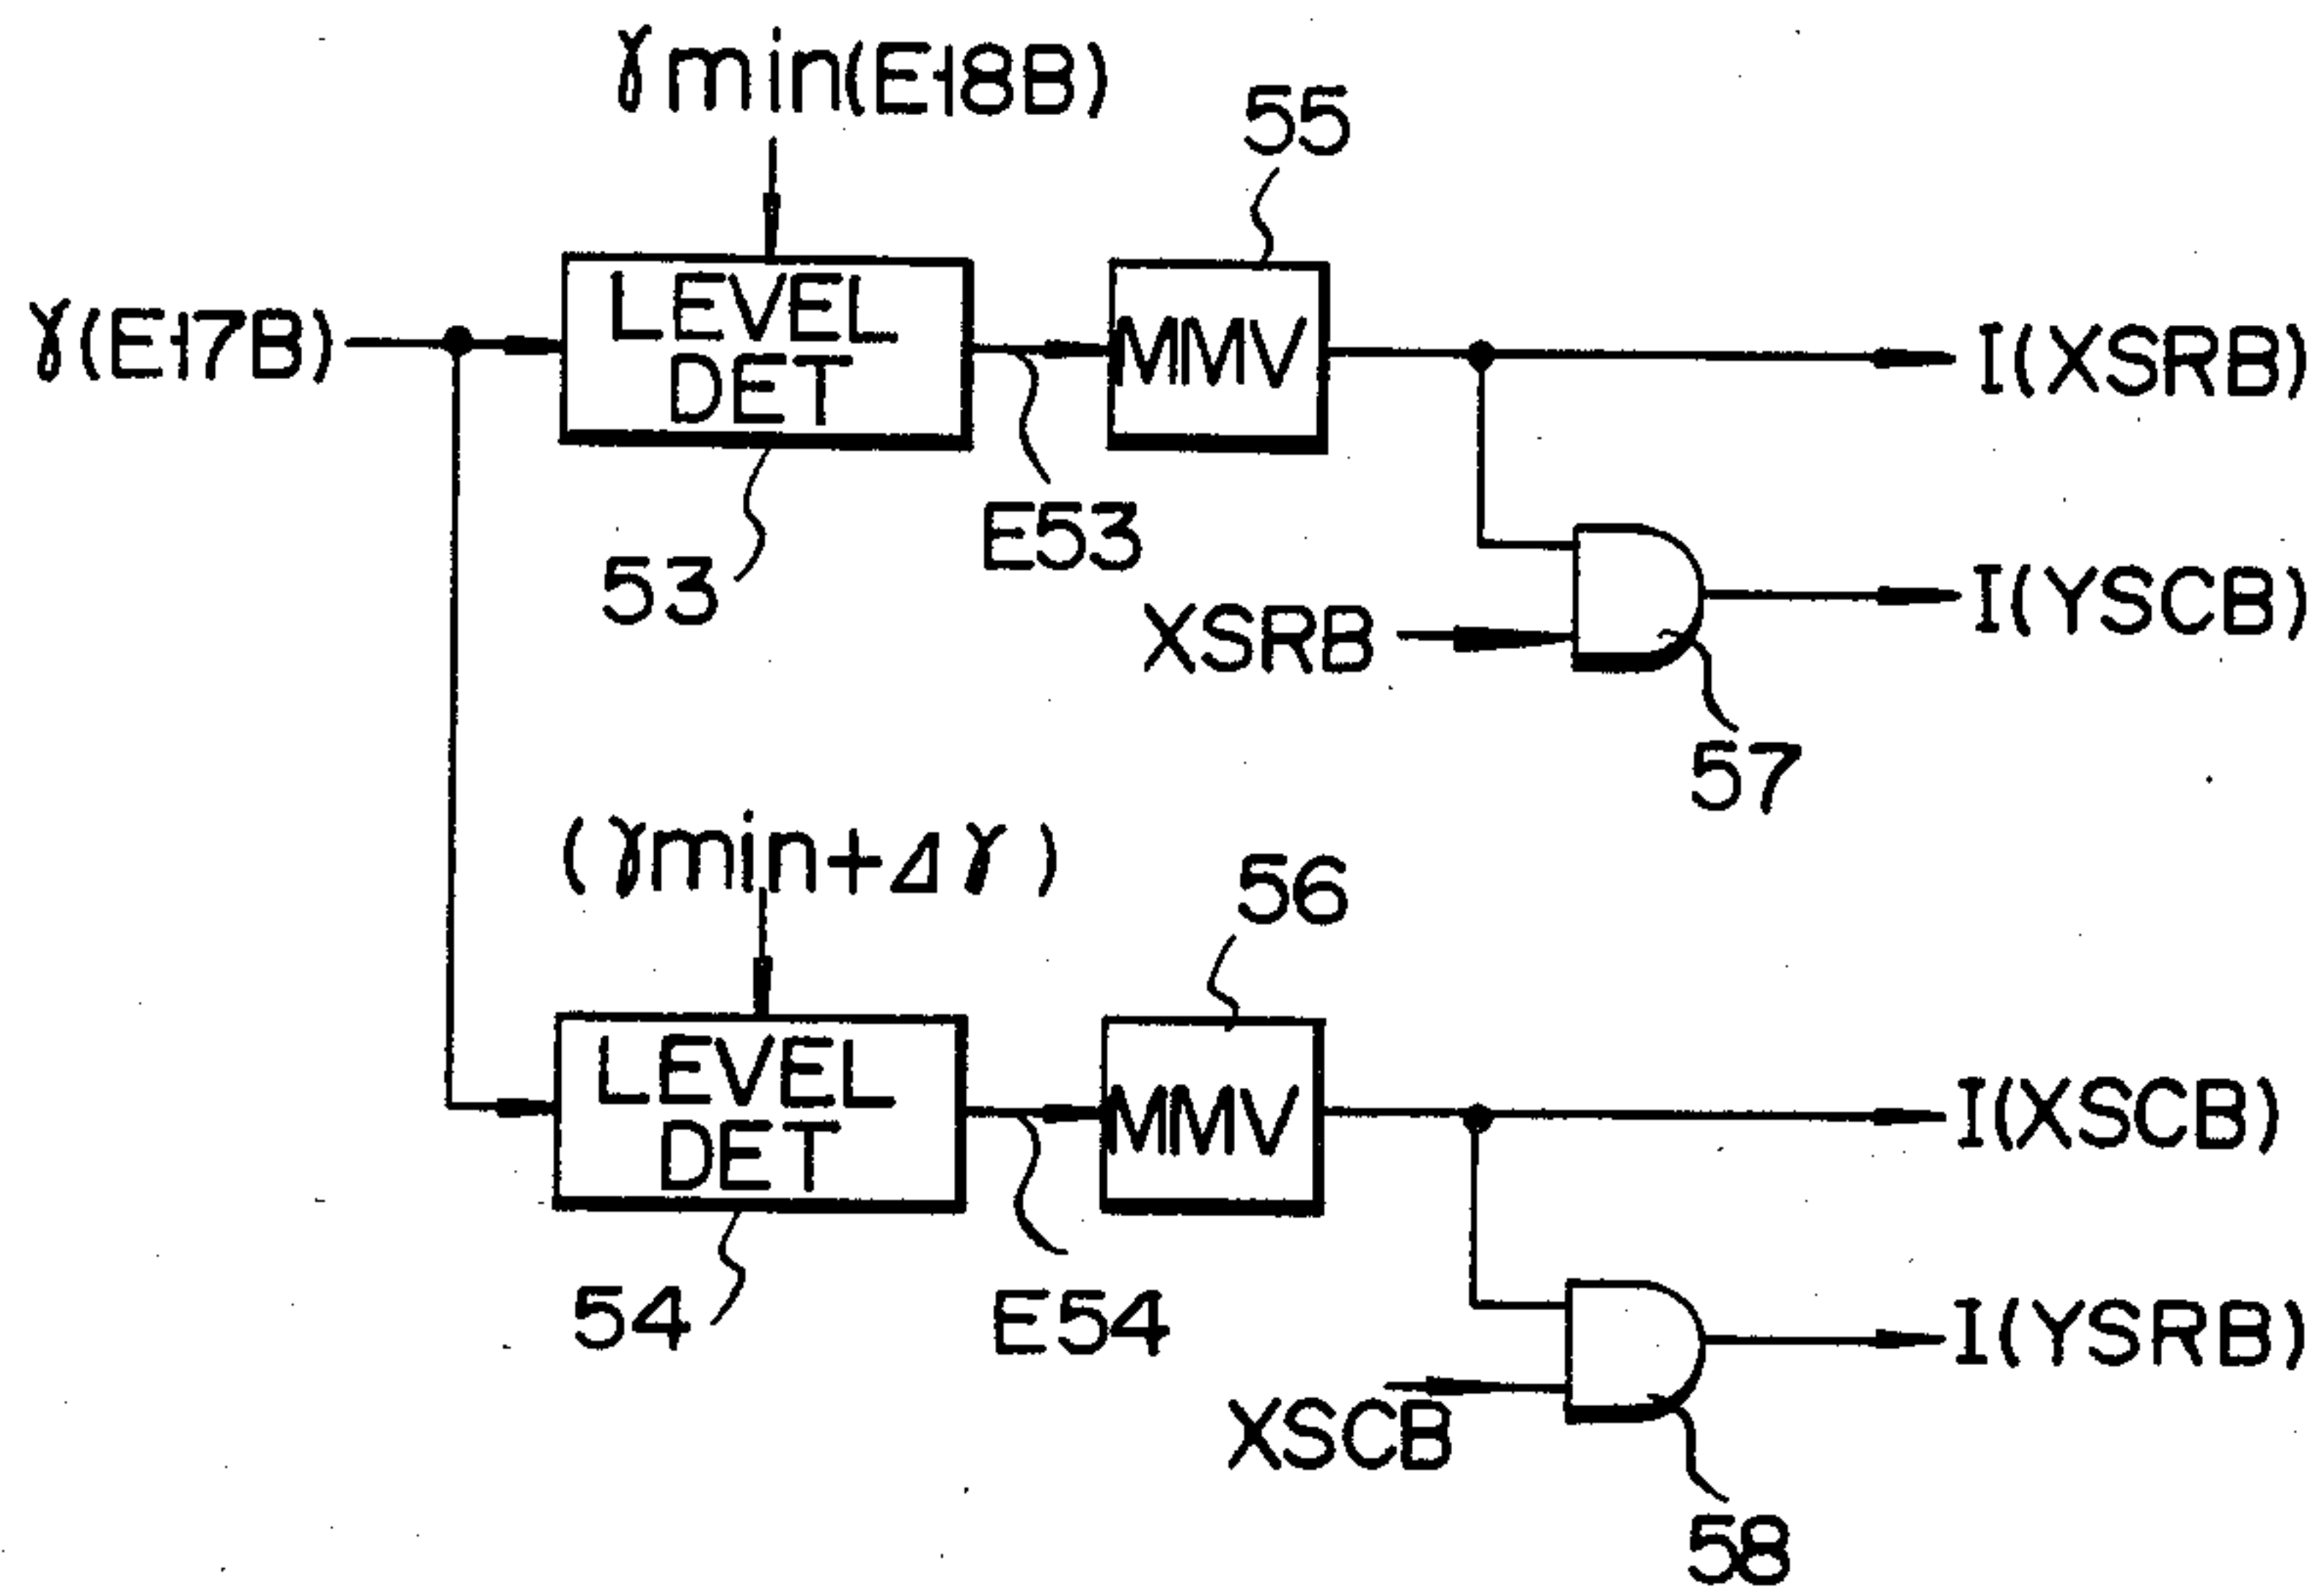 γmin(E18B)
55
γ(E17B)
LEVEL
DET
MMV
I(XSRB)
E53
53
XSRB
I(YSCB)
57
(γmin+Δγ)
56
LEVEL
DET
MMV
I(XSCB)
54
E54
I(YSRB)
XSCB
58